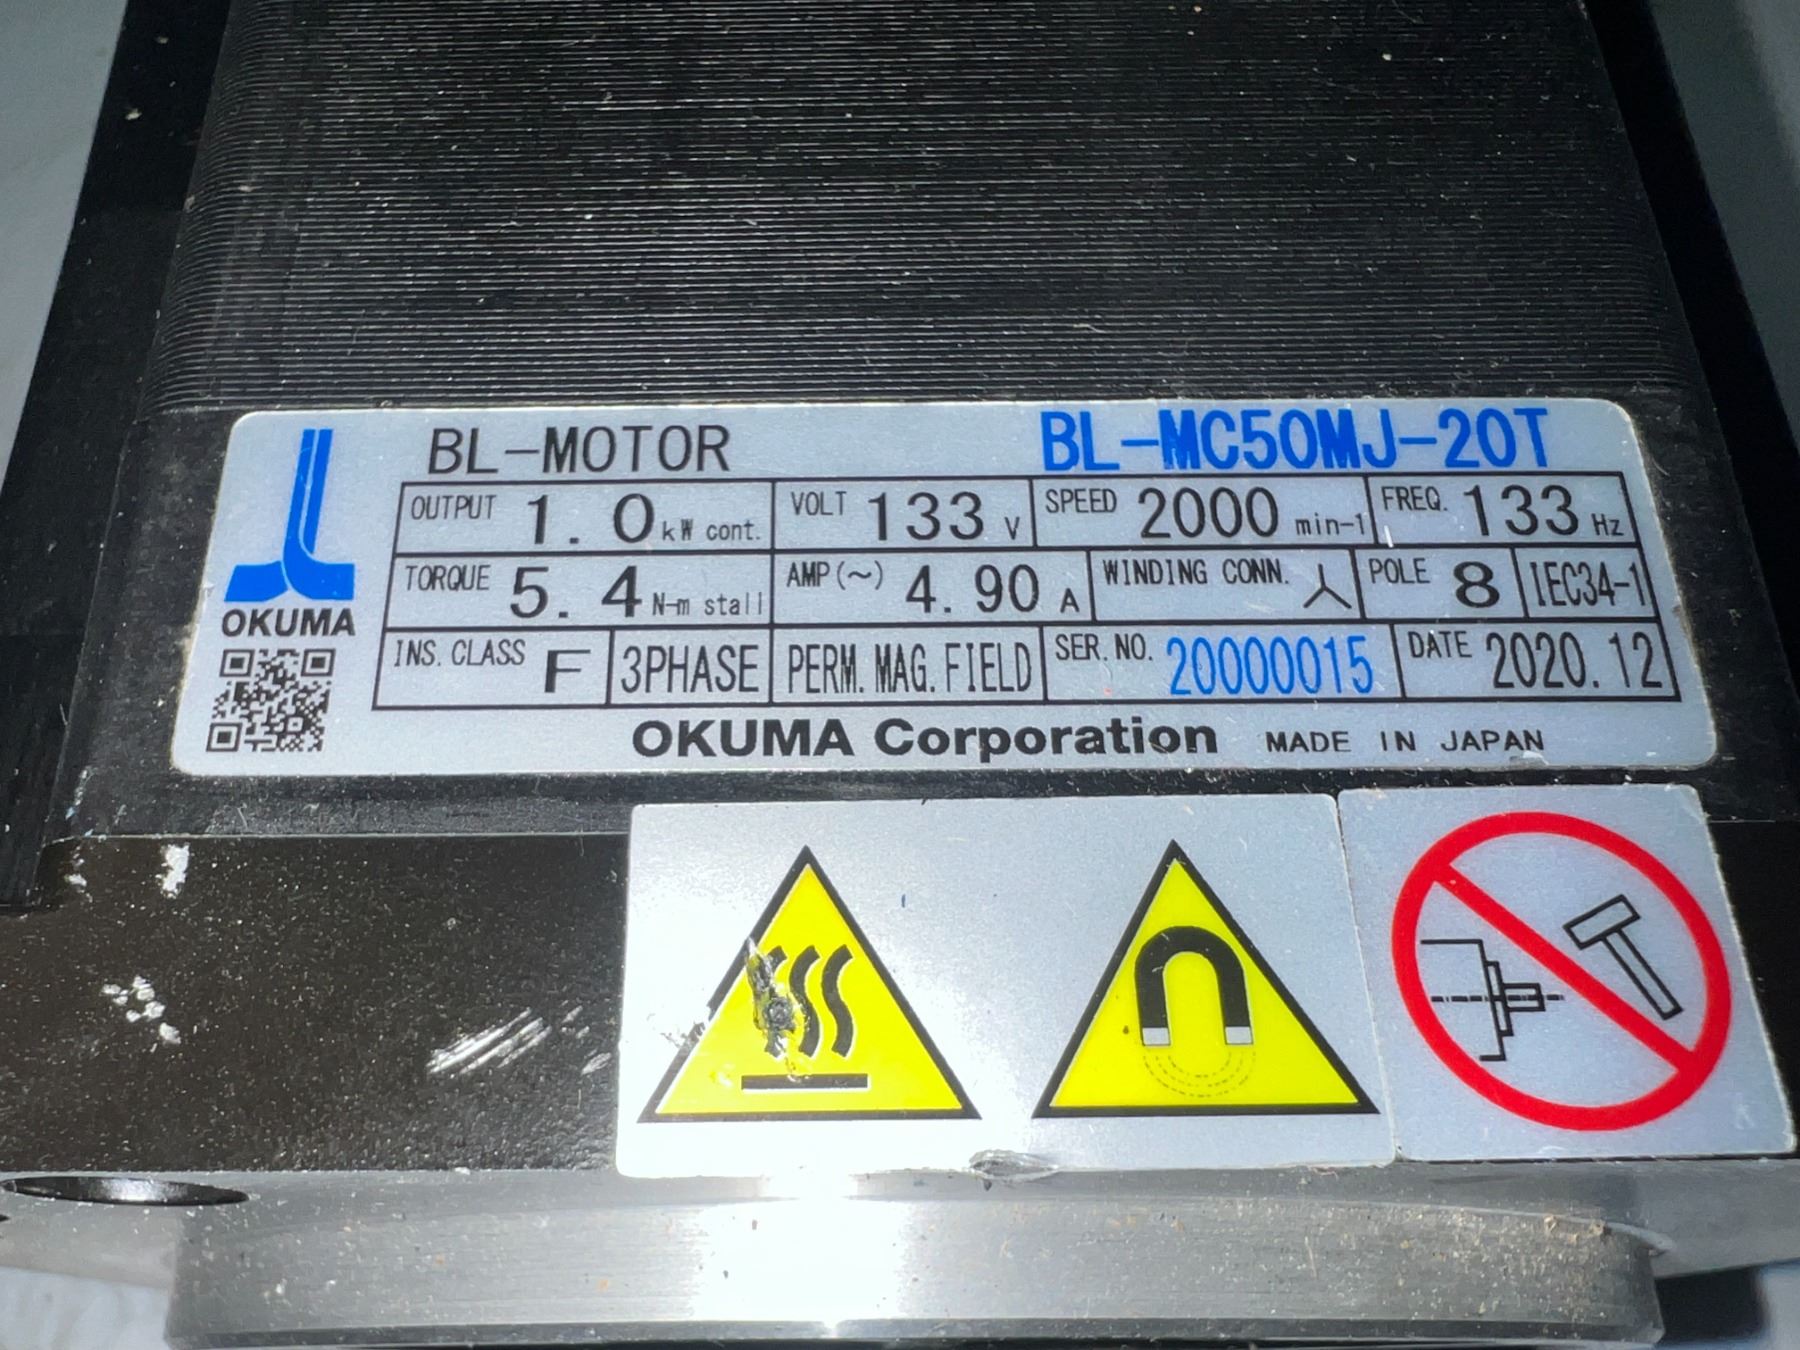 BL-MOTOR BL-MC50MJ-20T
OUTPUT 1.0 kW cont. VOLT 133 V SPEED 2000 min-1 FREQ. 133 Hz
TORQUE 5.4 N-m stall AMP(~) 4.90 A WINDING CONN. 人 POLE 8 IEC34-1
INS. CLASS F 3PHASE PERM. MAG. FIELD SER. NO. 20000015 DATE 2020.12
OKUMA
OKUMA Corporation MADE IN JAPAN